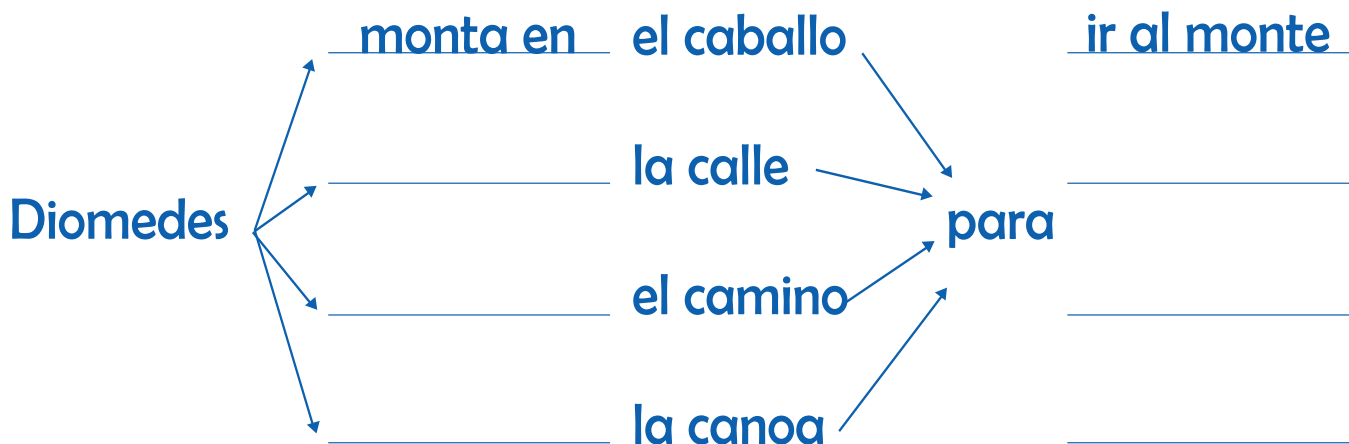 monta en el caballo ir al monte
la calle
Diomedes para
el camino
la canoa